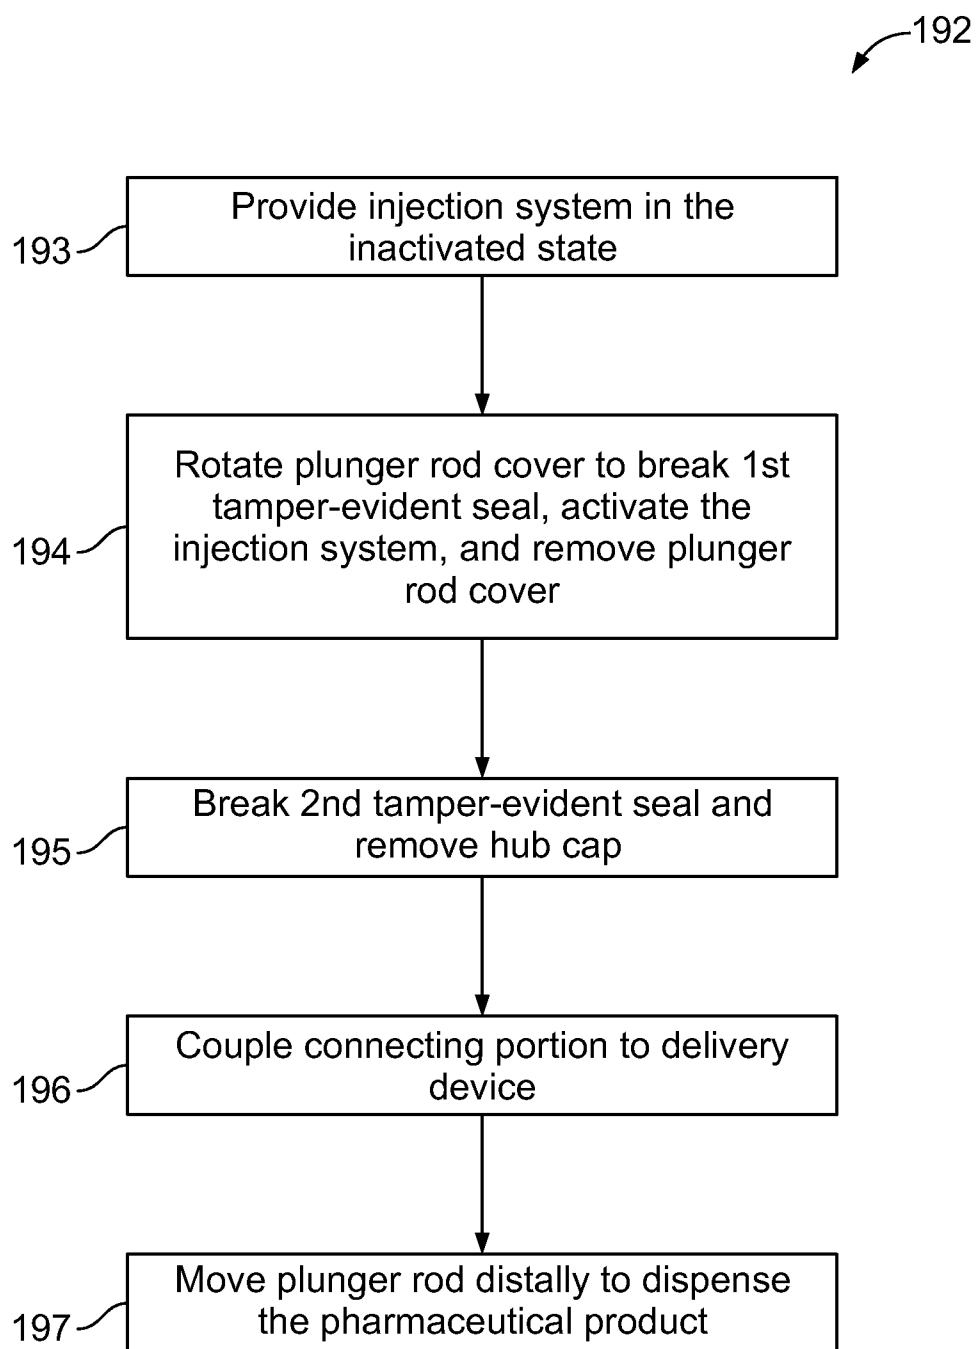 192
Provide injection system in the
inactivated state
193
Rotate plunger rod cover to break 1st
tamper-evident seal, activate the
injection system, and remove plunger
rod cover
194
Break 2nd tamper-evident seal and
remove hub cap
195
Couple connecting portion to delivery
device
196
Move plunger rod distally to dispense
the pharmaceutical product
197